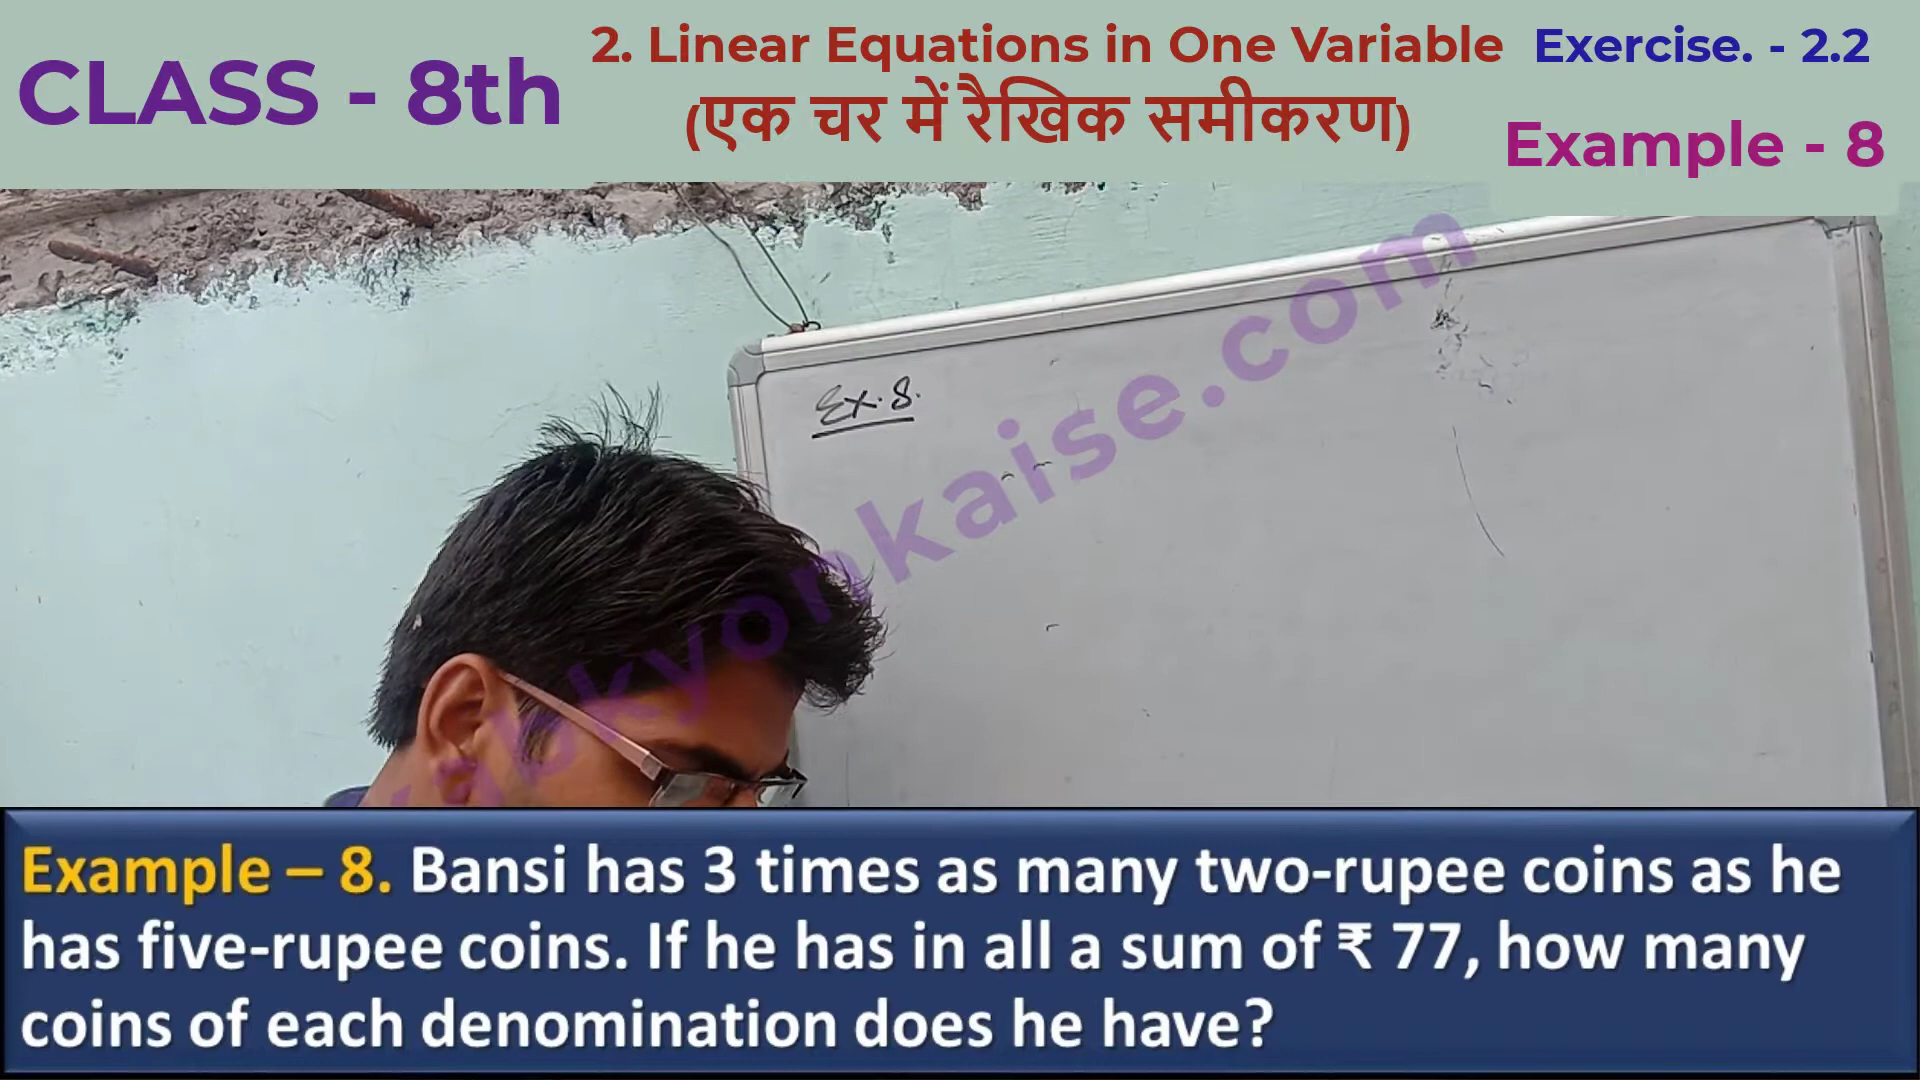 CLASS - 8th
2. Linear Equations in One Variable
(एक चर में रैखिक समीकरण)
Exercise. - 2.2
Example - 8
Ex. 8.
kabkyonkaise.com
Example – 8. Bansi has 3 times as many two-rupee coins as he
has five-rupee coins. If he has in all a sum of ₹ 77, how many
coins of each denomination does he have?